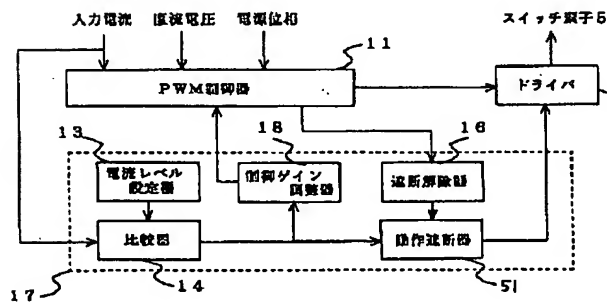 入力電流 直流電圧 電源位相 スイッチ素子5
11
PWM制御器 ドライバ
13 18 16
電流レベル設定器 制御ゲイン調整器 遮断解除器
比較器 動作遮断器
17 14 51